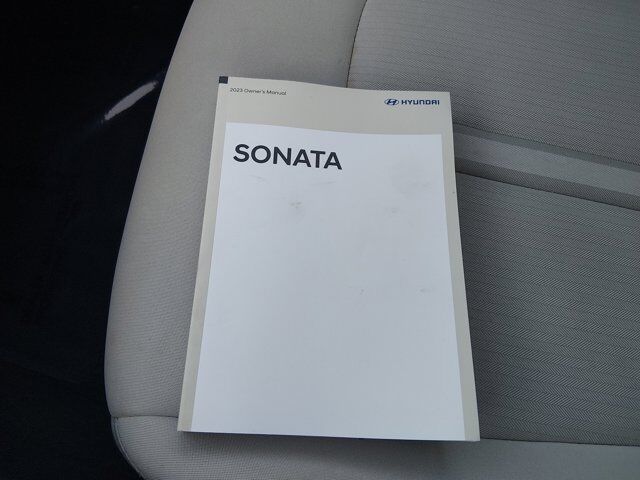 2023 Owner's Manual
HYUNDAI
SONATA